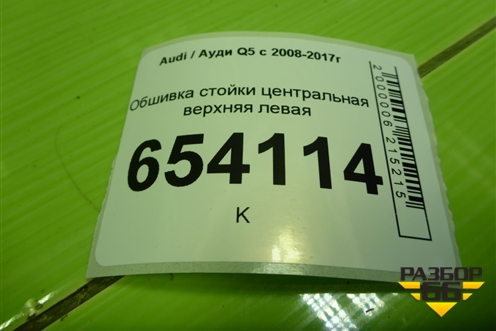 Audi / Ауди Q5 с 2008-2017г
Обшивка стойки центральная
верхняя левая
654114
К
2000006215215
РАЗБОР
66